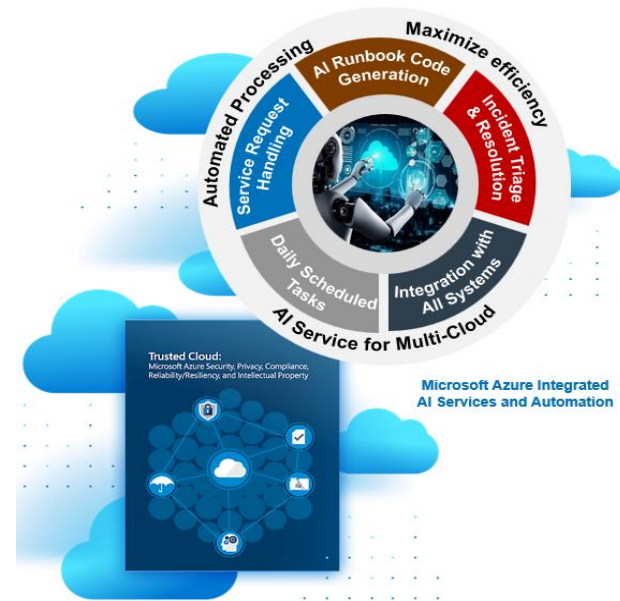 Automated Processing
Maximize efficiency
AI Runbook Code
Generation
Incident Triage
& Resolution
Service Request
Handling
Daily Scheduled
Tasks
Integration with
All Systems
AI Service for Multi-Cloud
Trusted Cloud:
Microsoft Azure Security, Privacy, Compliance,
Reliability/Resiliency, and Intellectual Property
Microsoft Azure Integrated
AI Services and Automation